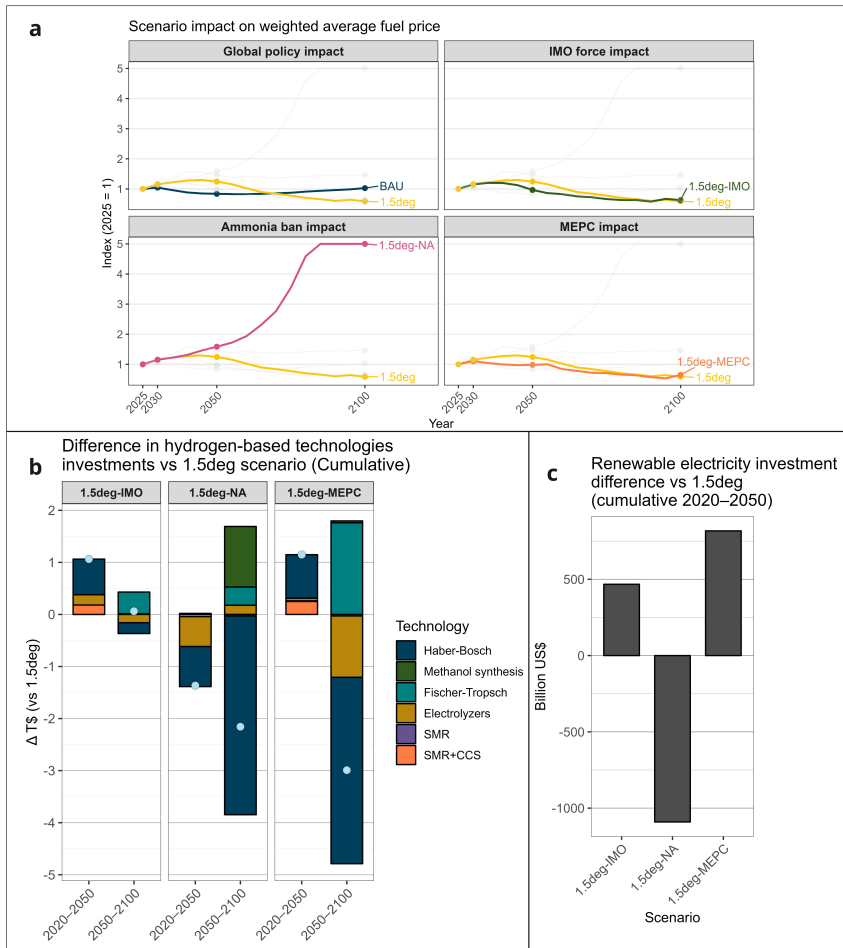 a
Scenario impact on weighted average fuel price
Global policy impact
IMO force impact
5
4
3
2
1
BAU
1.5deg
1.5deg-IMO
1.5deg
Ammonia ban impact
MEPC impact
5
4
3
2
1
1.5deg-NA
1.5deg
1.5deg-MEPC
1.5deg
Index (2025 = 1)
2025
2030
2050
2100
2025
2030
2050
2100
Year
b
Difference in hydrogen-based technologies
investments vs 1.5deg scenario (Cumulative)
1.5deg-IMO
1.5deg-NA
1.5deg-MEPC
2
1
0
-1
-2
-3
-4
-5
Δ T$ (vs 1.5deg)
2020–2050
2050–2100
2020–2050
2050–2100
2020–2050
2050–2100
Technology
Haber-Bosch
Methanol synthesis
Fischer-Tropsch
Electrolyzers
SMR
SMR+CCS
c
Renewable electricity investment
difference vs 1.5deg
(cumulative 2020–2050)
500
0
-500
-1000
Billion US$
1.5deg-IMO
1.5deg-NA
1.5deg-MEPC
Scenario